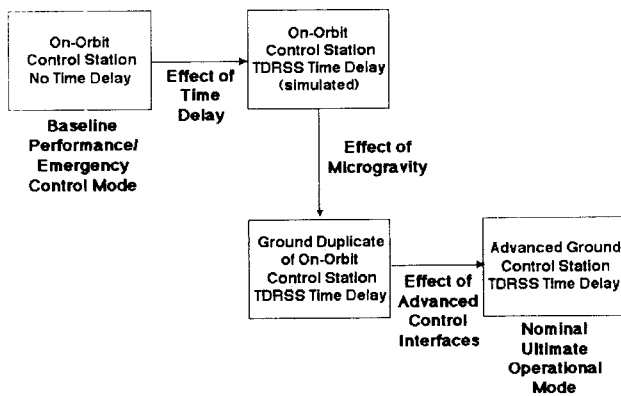 On-Orbit
Control Station
No Time Delay
Effect of
Time
Delay
On-Orbit
Control Station
TDRSS Time Delay
(simulated)
Baseline
Performance/
Emergency
Control Mode
Effect of
Microgravity
Ground Duplicate
of On-Orbit
Control Station
TDRSS Time Delay
Effect of
Advanced
Control
Interfaces
Advanced Ground
Control Station
TDRSS Time Delay
Nominal
Ultimate
Operational
Mode